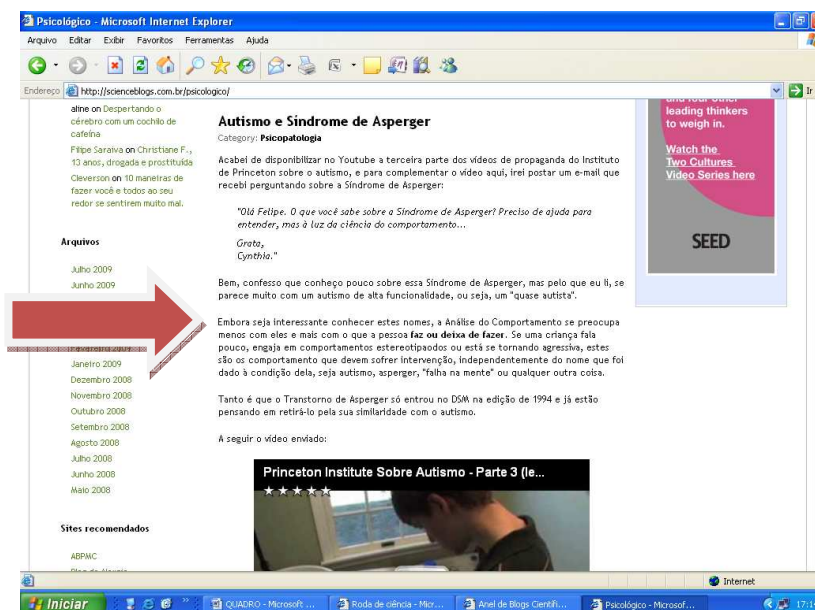 Psicológico - Microsoft Internet Explorer
Arquivo Editar Exibir Favoritos Ferramentas Ajuda
Endereço http://scienceblogs.com.br/psicologico/ Ir
aline on Despertando o
cérebro com um cochilo de
cafeína
Filipe Saraiva on Christiane F.,
13 anos, drogada e prostituída
Cleverson on 10 maneiras de
fazer você e todos ao seu
redor se sentirem muito mal.
Arquivos
Julho 2009
Junho 2009
Fevereiro 2009
Janeiro 2009
Dezembro 2008
Novembro 2008
Outubro 2008
Setembro 2008
Agosto 2008
Julho 2008
Junho 2008
Maio 2008
Sites recomendados
ABPMC
Autismo e Síndrome de Asperger
Category: Psicopatologia
Acabei de disponibilizar no Youtube a terceira parte dos vídeos de propaganda do Instituto
de Princeton sobre o autismo, e para complementar o vídeo aqui, irei postar um e-mail que
recebi perguntando sobre a Síndrome de Asperger:
"Olá Felipe. O que você sabe sobre a Síndrome de Asperger? Preciso de ajuda para
entender, mas à luz da ciência do comportamento...
Grata,
Cynthia."
Bem, confesso que conheço pouco sobre essa Síndrome de Asperger, mas pelo que eu li, se
parece muito com um autismo de alta funcionalidade, ou seja, um "quase autista".
Embora seja interessante conhecer estes nomes, a Análise do Comportamento se preocupa
menos com eles e mais com o que a pessoa faz ou deixa de fazer. Se uma criança fala
pouco, engaja em comportamentos estereotipaodos ou está se tornando agressiva, estes
são os comportamento que devem sofrer intervenção, independentemente do nome que foi
dado à condição dela, seja autismo, asperger, "falha na mente" ou qualquer outra coisa.
Tanto é que o Transtorno de Asperger só entrou no DSM na edição de 1994 e já estão
pensando em retirá-lo pela sua similaridade com o autismo.
A seguir o vídeo enviado:
Princeton Institute Sobre Autismo - Parte 3 (le...
and four other
leading thinkers
to weigh in.
Watch the
Two Cultures
Video Series here
SEED
Internet
Iniciar QUADRO - Microsoft ... Roda de ciência - Micr... Anel de Blogs Científi... Psicológico - Microsof...